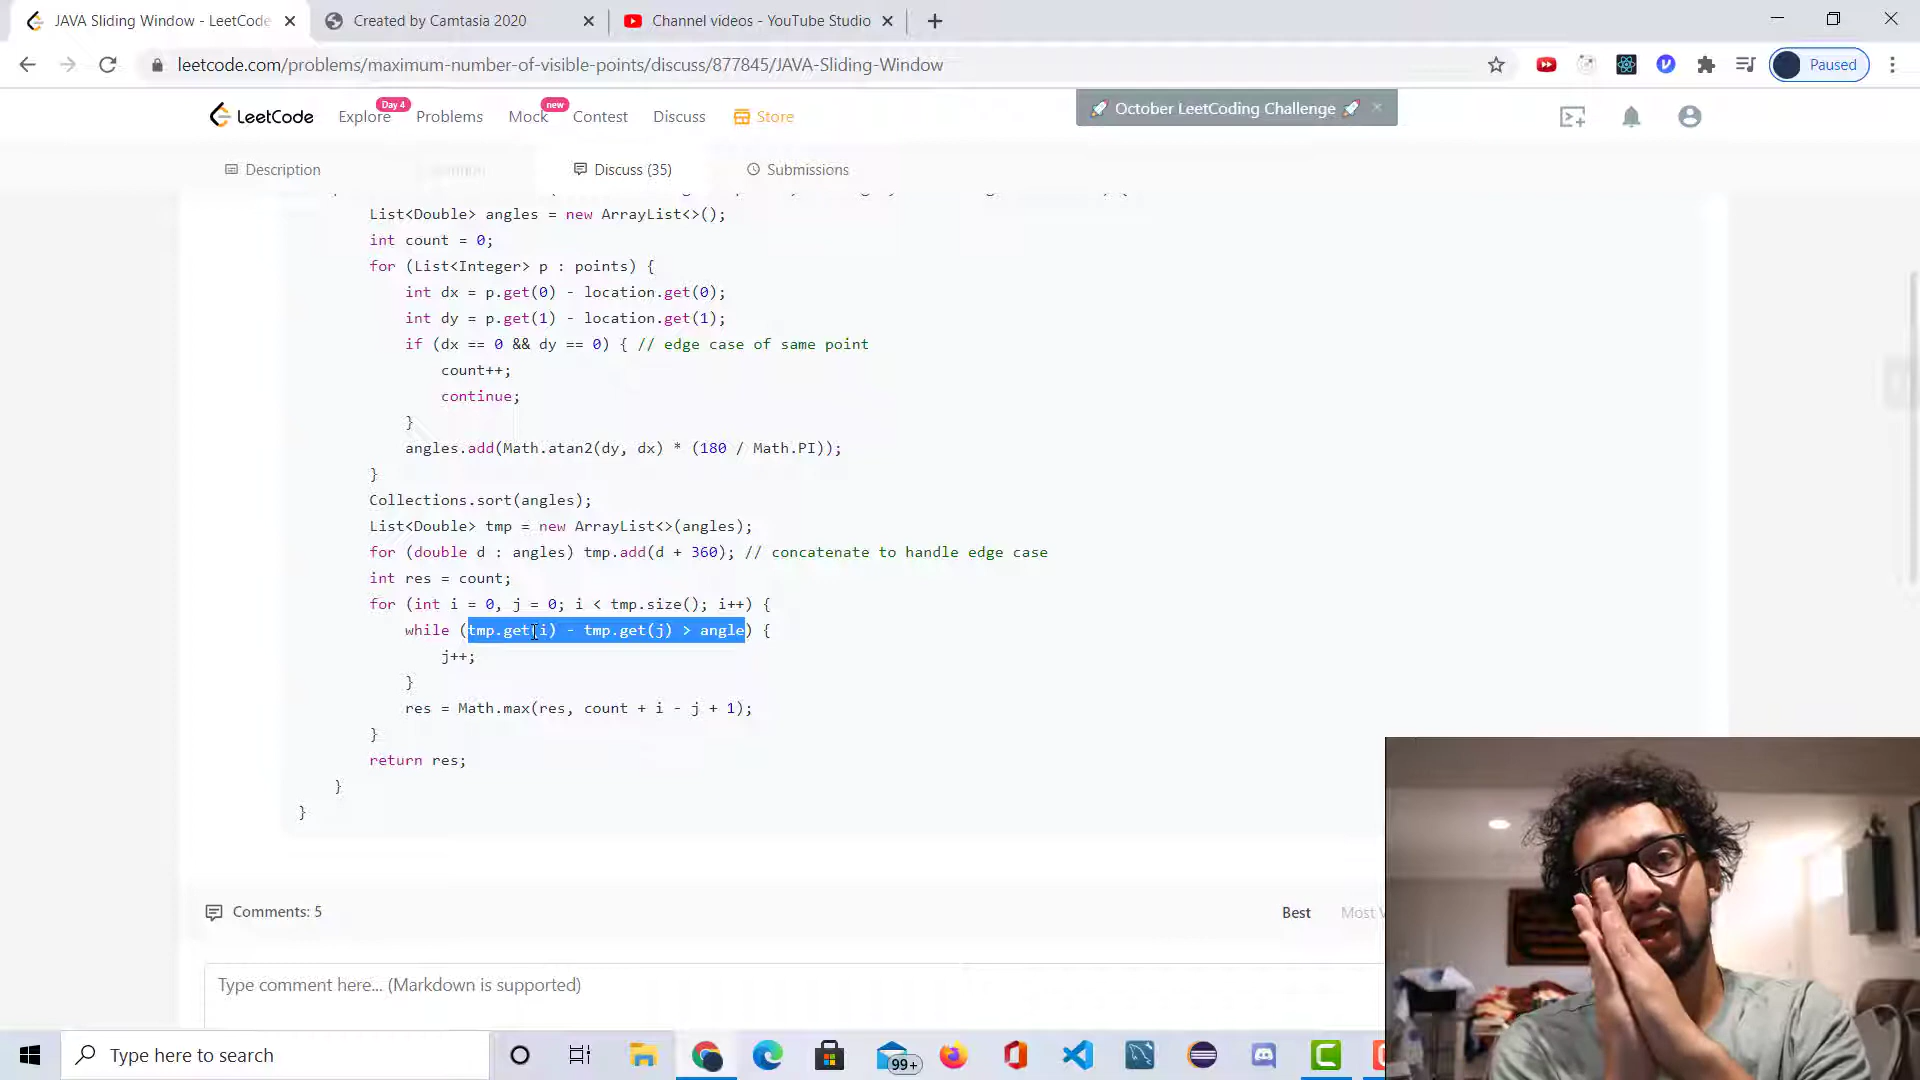 JAVA Sliding Window - LeetCode
Created by Camtasia 2020
Channel videos - YouTube Studio
leetcode.com/problems/maximum-number-of-visible-points/discuss/877845/JAVA-Sliding-Window
Paused
LeetCode
Explore
Day 4
Problems
Mock
new
Contest
Discuss
Store
🚀 October LeetCoding Challenge 🚀
Description
Discuss (35)
Submissions
List<Double> angles = new ArrayList<>();
int count = 0;
for (List<Integer> p : points) {
int dx = p.get(0) - location.get(0);
int dy = p.get(1) - location.get(1);
if (dx == 0 && dy == 0) { // edge case of same point
count++;
continue;
}
angles.add(Math.atan2(dy, dx) * (180 / Math.PI));
}
Collections.sort(angles);
List<Double> tmp = new ArrayList<>(angles);
for (double d : angles) tmp.add(d + 360); // concatenate to handle edge case
int res = count;
for (int i = 0, j = 0; i < tmp.size(); i++) {
while (tmp.get(i) - tmp.get(j) > angle) {
j++;
}
res = Math.max(res, count + i - j + 1);
}
return res;
}
}
Comments: 5
Best
Most V
Type comment here... (Markdown is supported)
Type here to search
99+